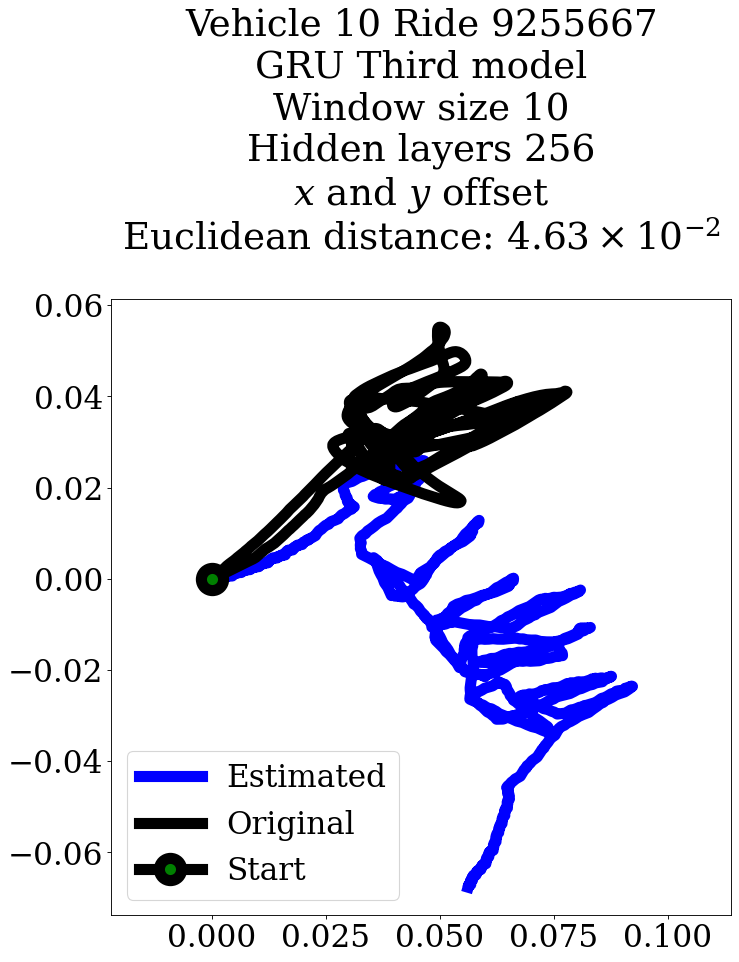 Vehicle 10 Ride 9255667
GRU Third model
Window size 10
Hidden layers 256
x and y offset
Euclidean distance: 4.63 × 10⁻²
0.06
0.04
0.02
0.00
−0.02
−0.04
−0.06
Estimated
Original
Start
0.000 0.025 0.050 0.075 0.100